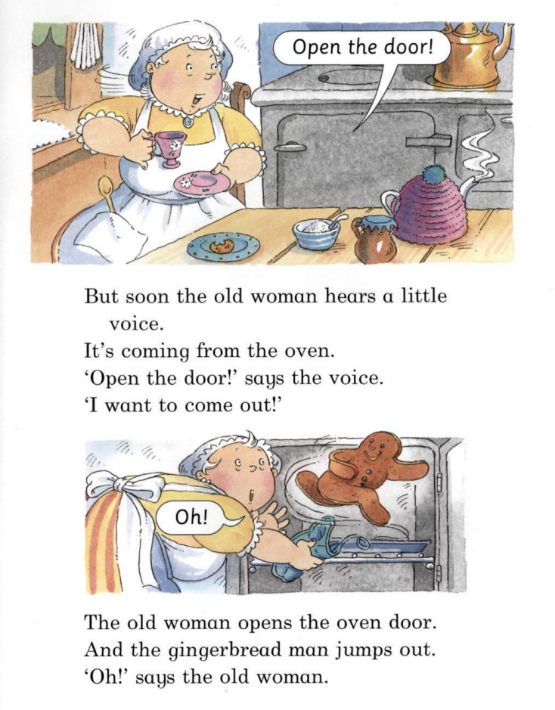 Open the door!
But soon the old woman hears a little
voice.
It's coming from the oven.
‘Open the door!’ says the voice.
‘I want to come out!’
Oh!
The old woman opens the oven door.
And the gingerbread man jumps out.
‘Oh!’ says the old woman.